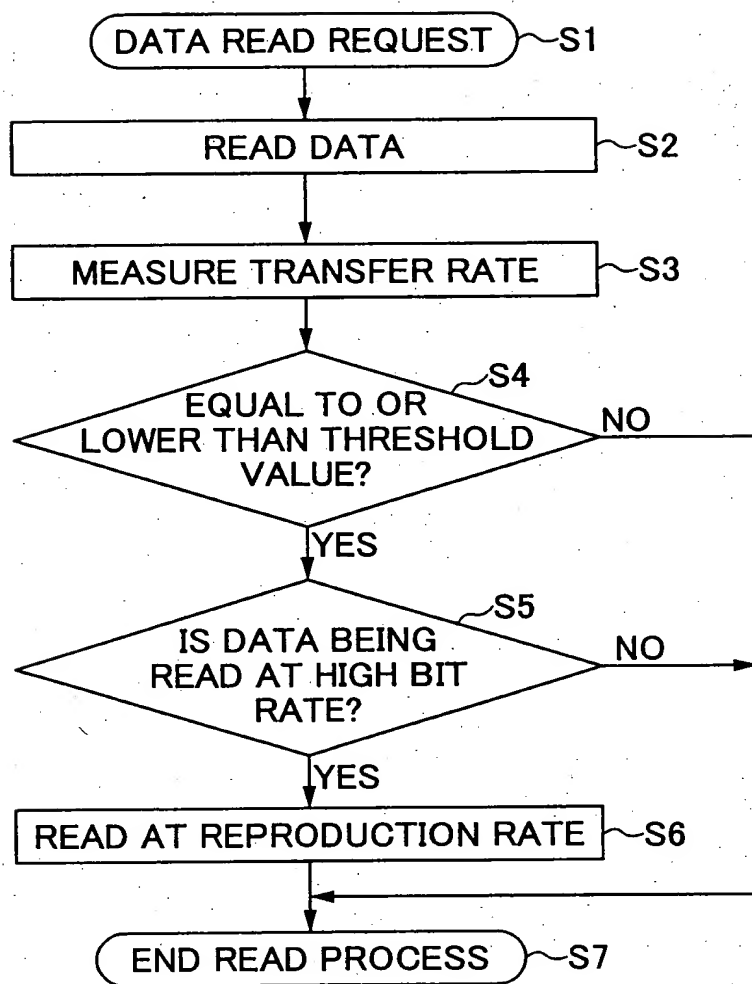 DATA READ REQUEST S1
READ DATA S2
MEASURE TRANSFER RATE S3
S4
EQUAL TO OR
LOWER THAN THRESHOLD
VALUE?
NO
YES
S5
IS DATA BEING
READ AT HIGH BIT
RATE?
NO
YES
READ AT REPRODUCTION RATE S6
END READ PROCESS S7